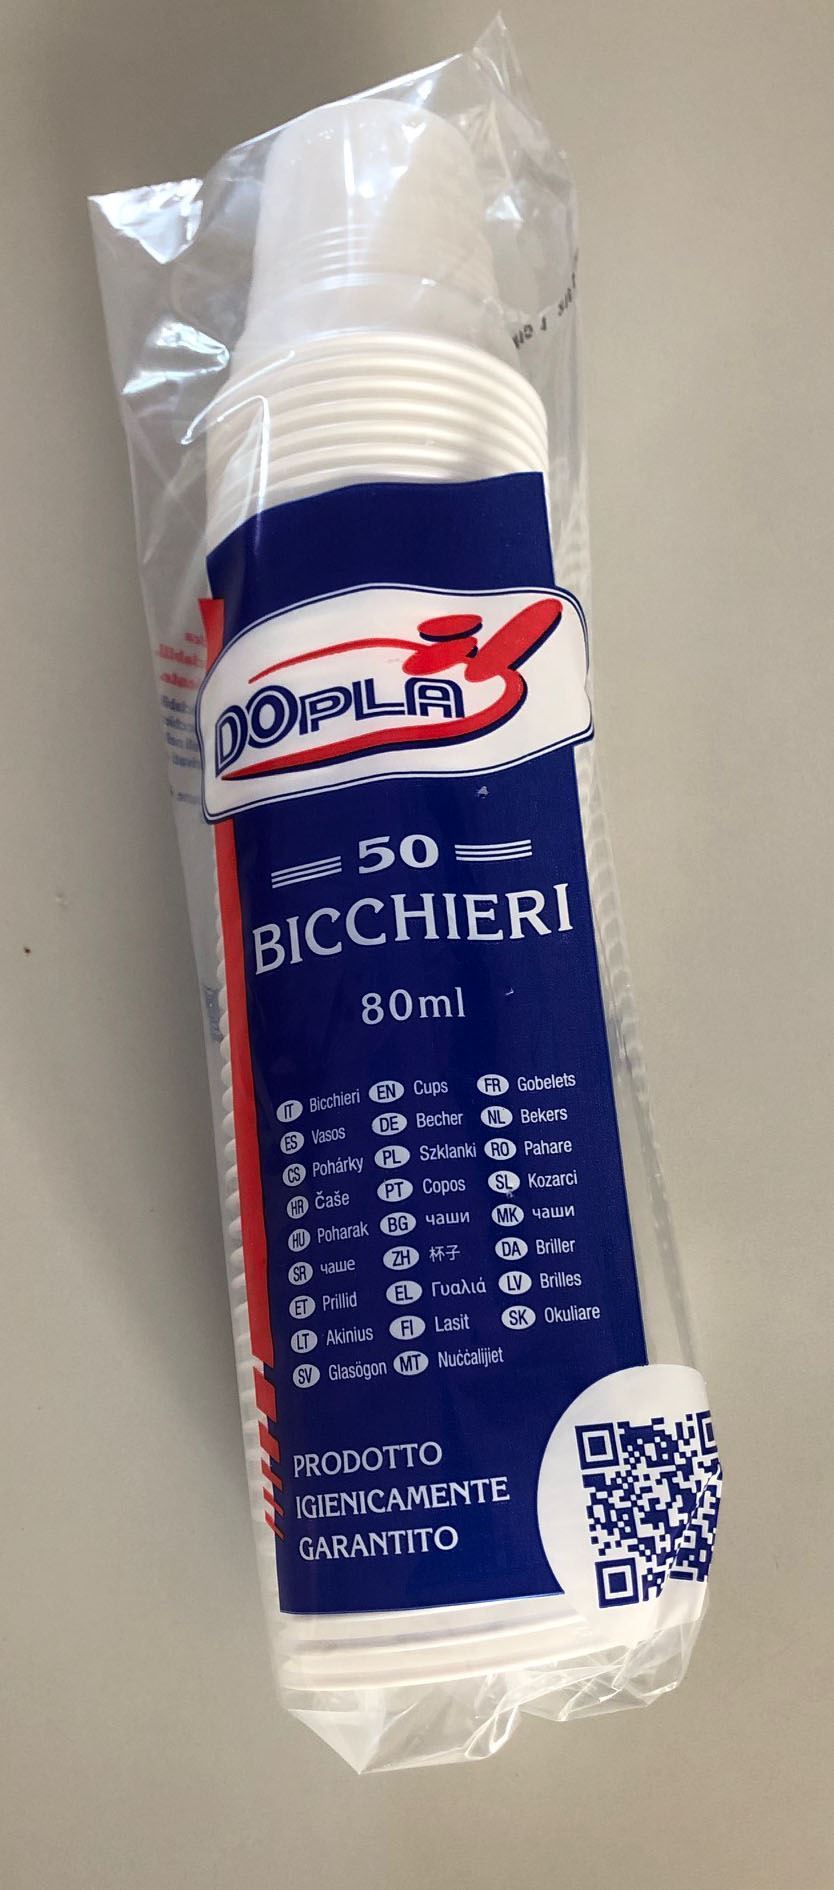 DOPLA
50
BICCHIERI
80ml
IT Bicchieri EN Cups FR Gobelets
ES Vasos DE Becher NL Bekers
CS Pohárky PL Szklanki RO Pahare
HR Čaše PT Copos SL Kozarci
HU Poharak BG чаши MK чаши
SR чаше ZH 杯子 DA Briller
ET Prillid EL Γυαλιά LV Brilles
LT Akinius FI Lasit SK Okuliare
SV Glasögon MT Nuċċalijiet
PRODOTTO
IGIENICAMENTE
GARANTITO